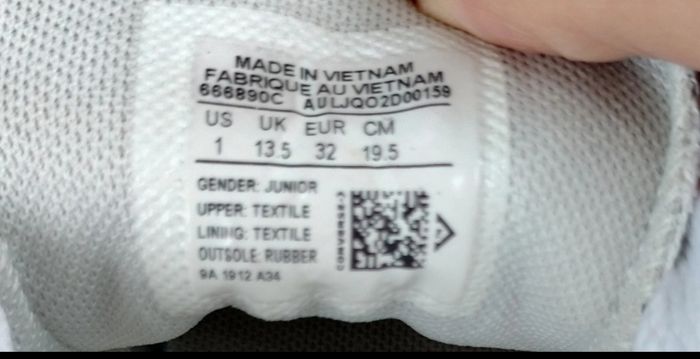 MADE IN VIETNAM
FABRIQUE AU VIETNAM
666890C AULJQO2D00159
US UK EUR CM
1 13.5 32 19.5
GENDER: JUNIOR
UPPER: TEXTILE
LINING: TEXTILE
OUTSOLE: RUBBER
9A 1912 A34